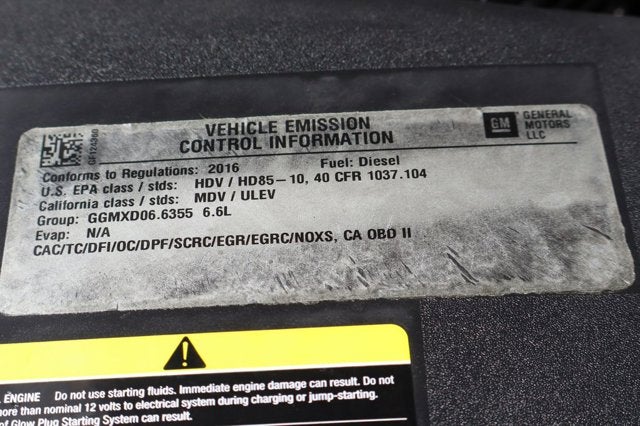 VEHICLE EMISSION
CONTROL INFORMATION
GM
GENERAL
MOTORS
LLC
Conforms to Regulations: 2016 Fuel: Diesel
U.S. EPA class / stds: HDV / HD85-10, 40 CFR 1037.104
California class / stds: MDV / ULEV
Group: GGMXD06.6355 6.6L
Evap: N/A
CAC/TC/DFI/OC/DPF/SCRC/EGR/EGRC/NOXS, CA OBD II
ENGINE Do not use starting fluids. Immediate engine damage can result. Do not
more than nominal 12 volts to electrical system during charging or jump-starting.
of Glow Plug Starting System can result.